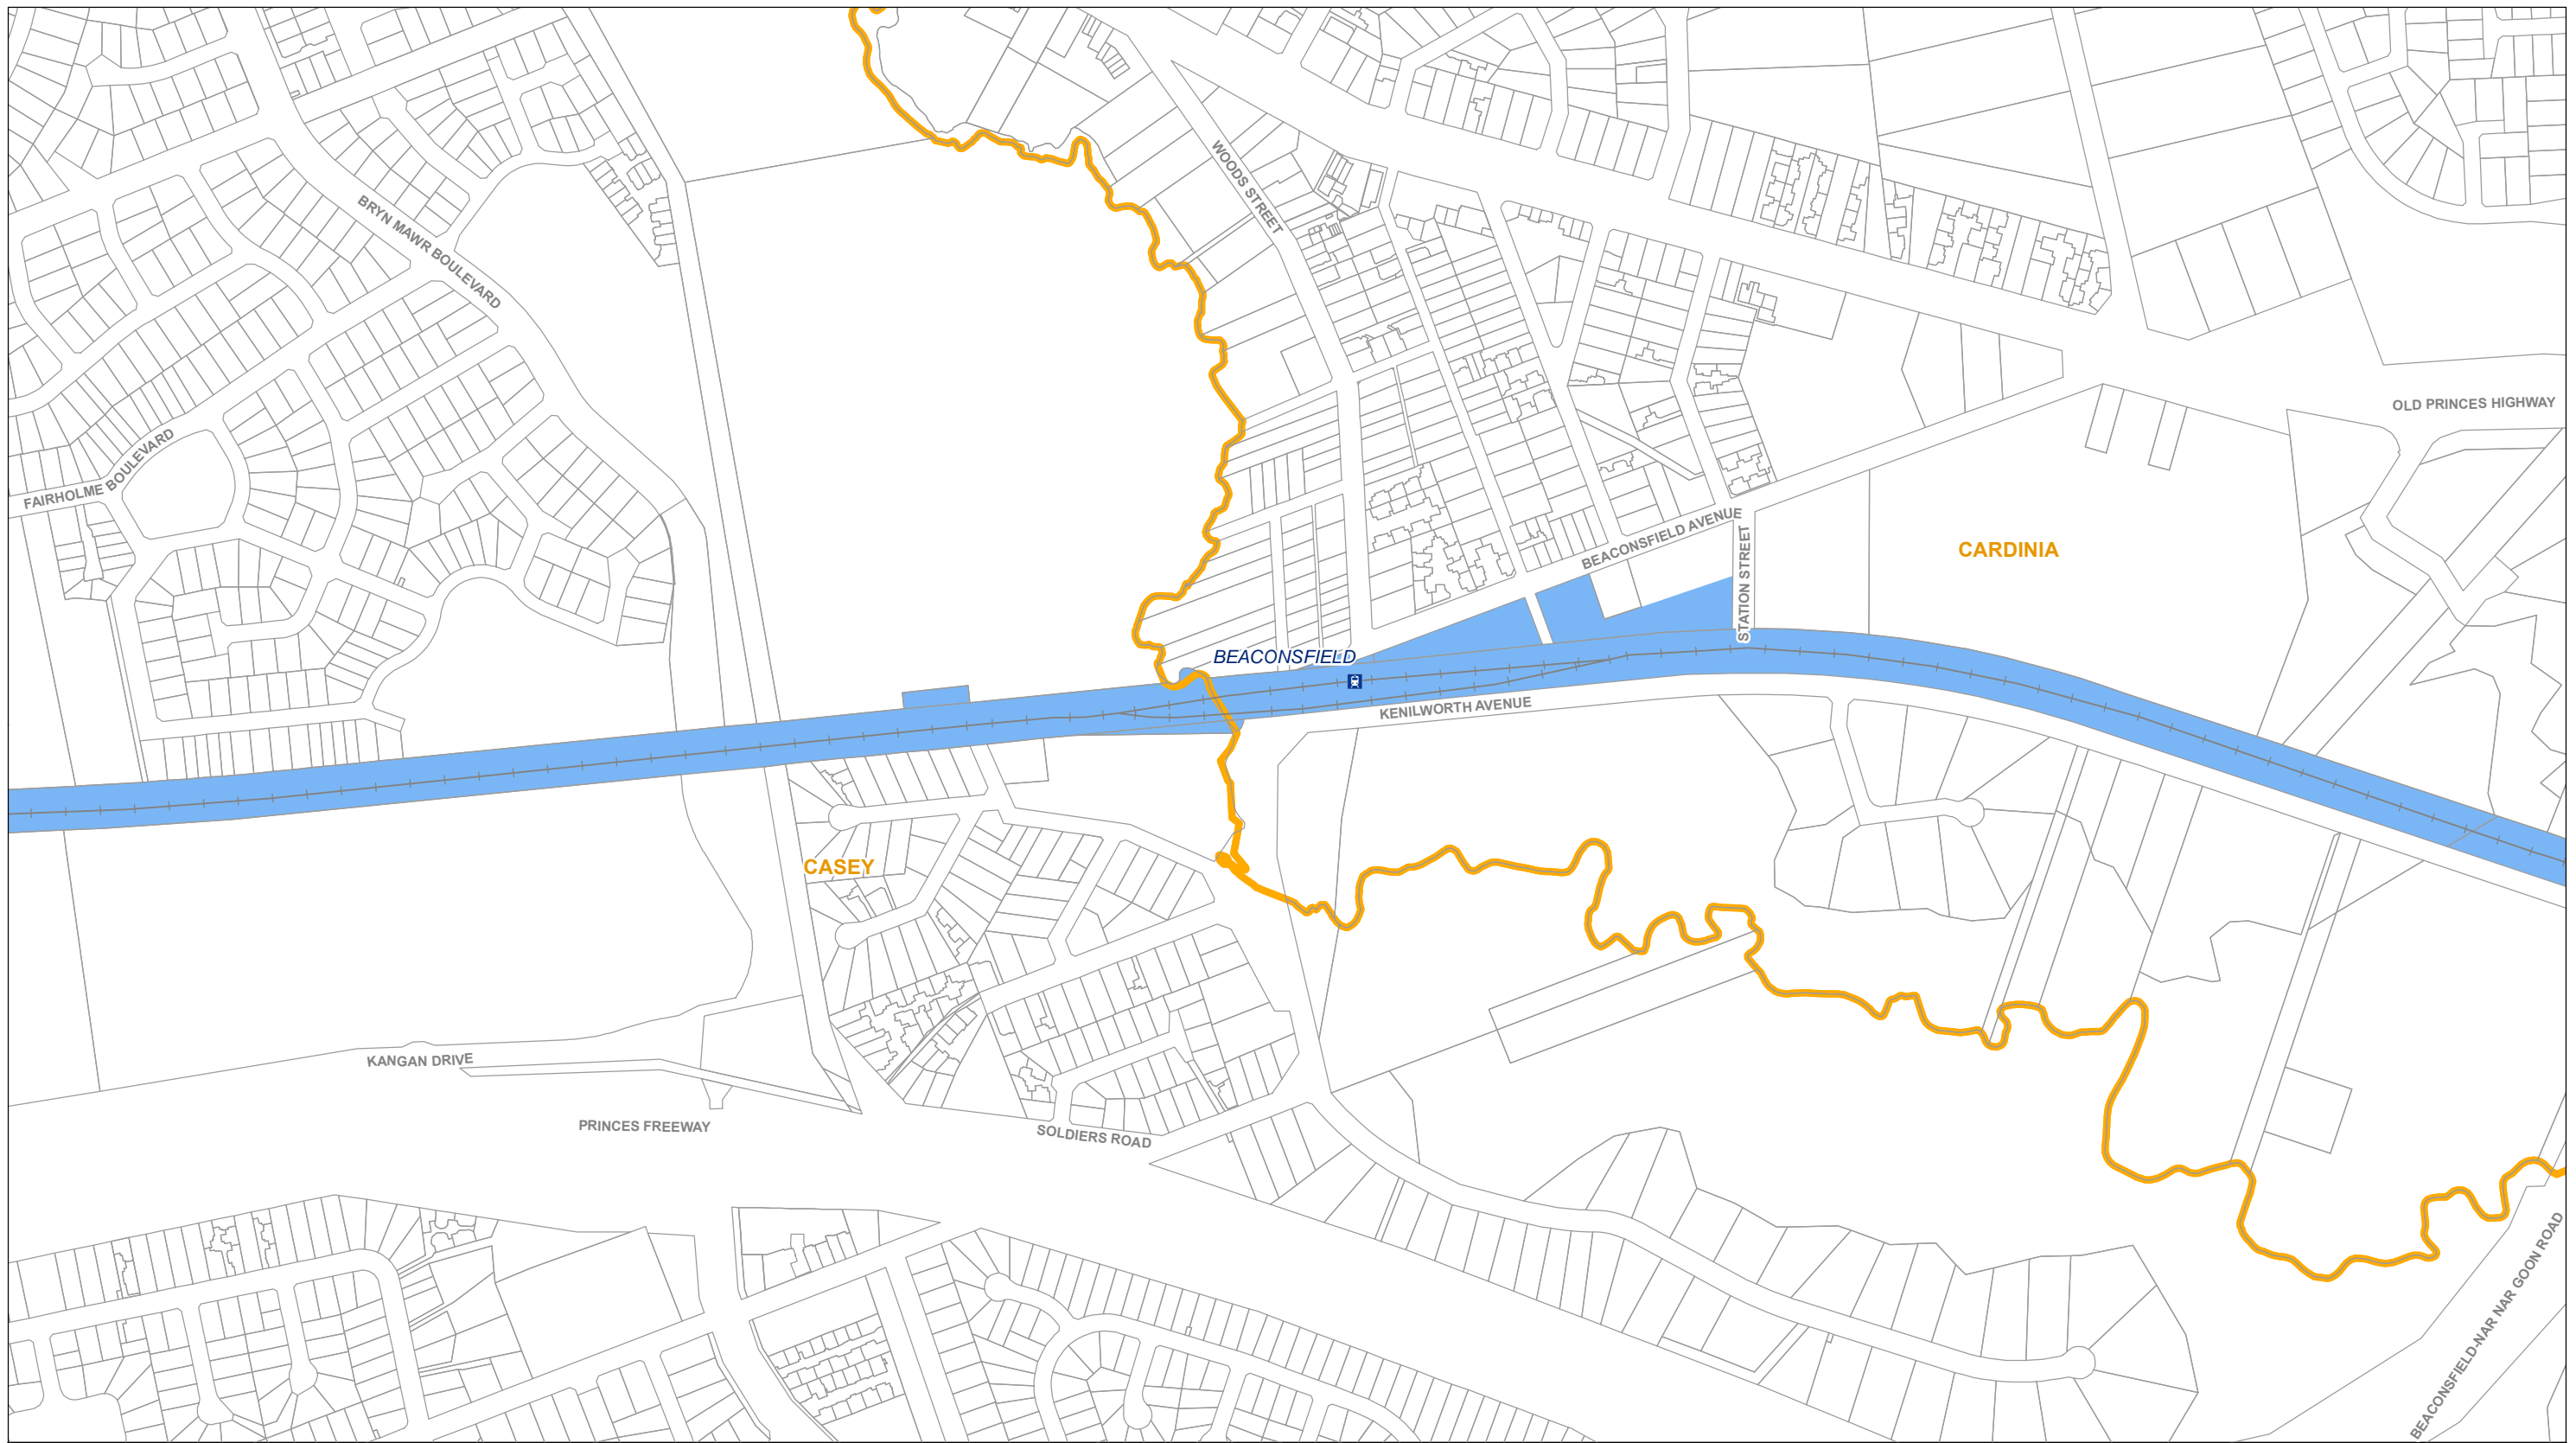 WOODS STREET
BRYN MAWR BOULEVARD
OLD PRINCES HIGHWAY
FAIRHOLME BOULEVARD
BEACONSFIELD AVENUE
STATION STREET
CARDINIA
BEACONSFIELD
KENILWORTH AVENUE
CASEY
KANGAN DRIVE
PRINCES FREEWAY
SOLDIERS ROAD
BEACONSFIELD-NAR NAR GOON ROAD